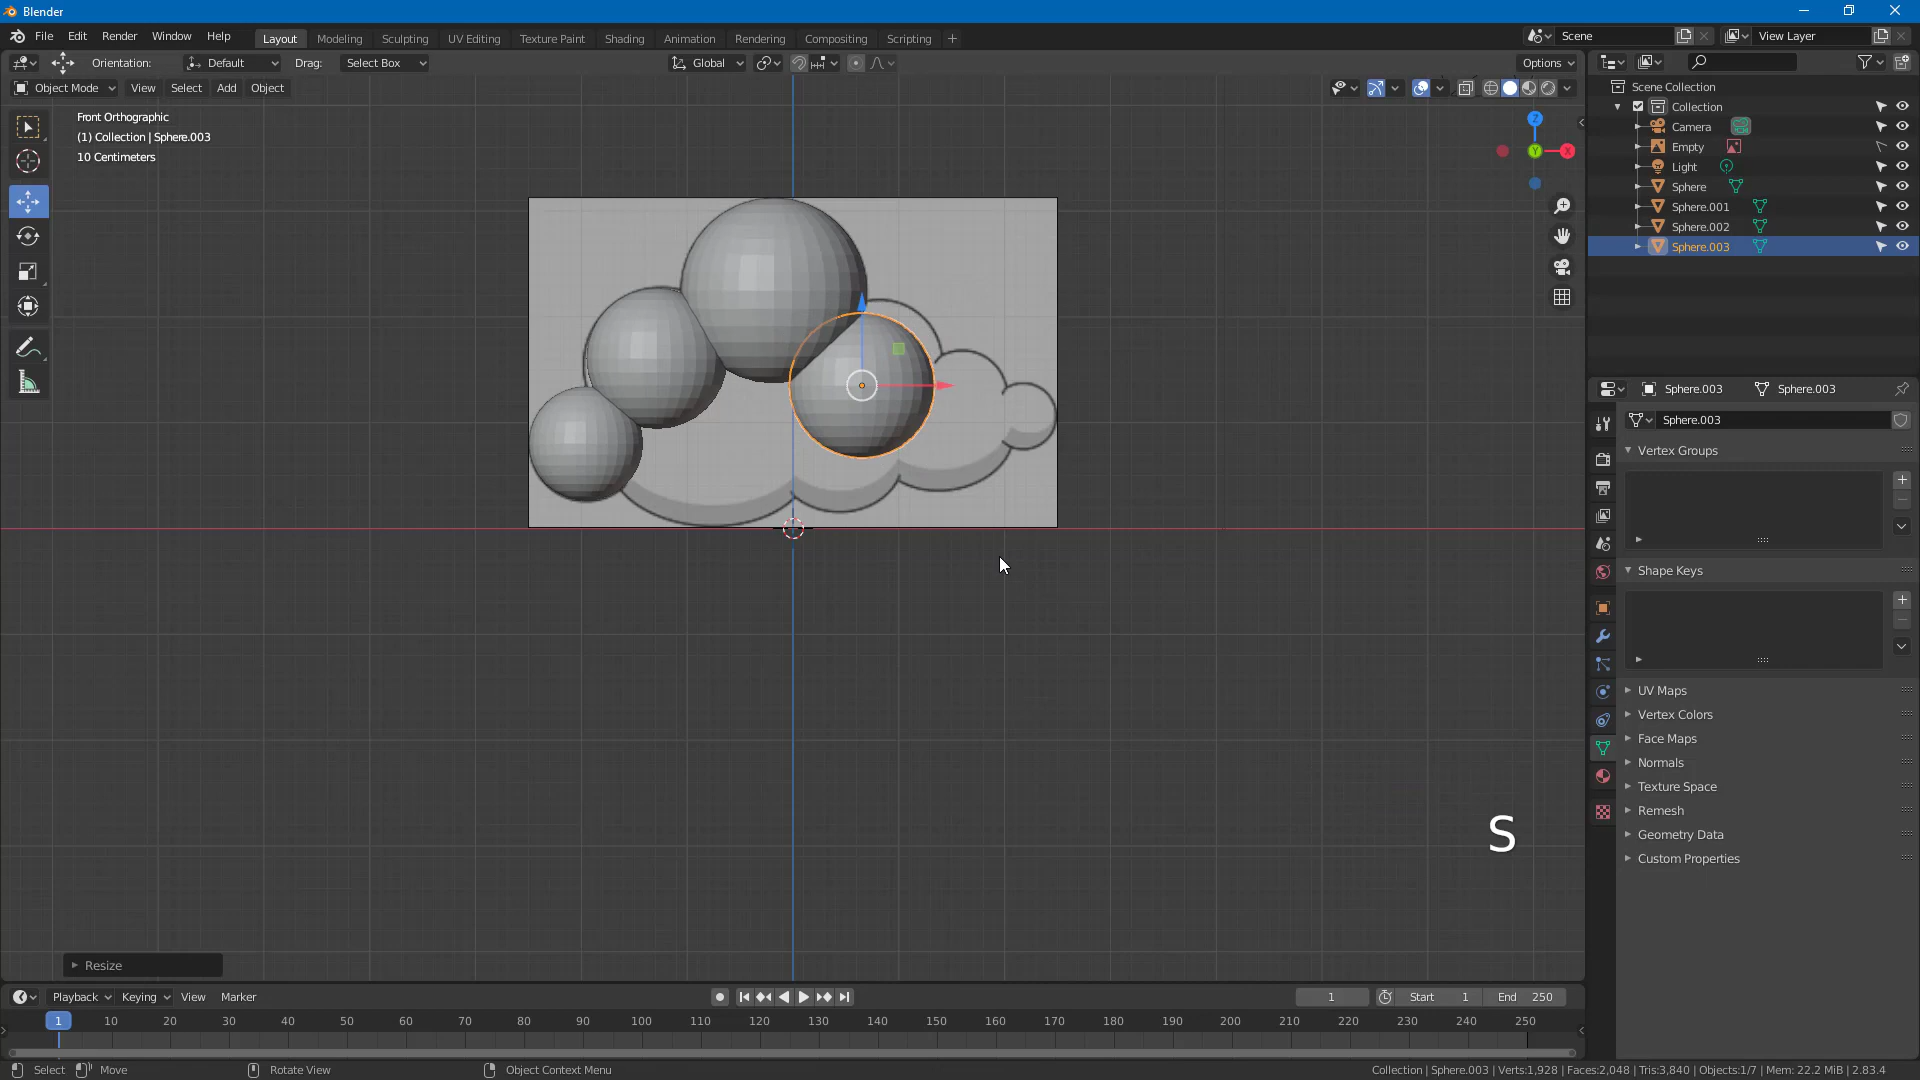 Blender
File Edit Render Window Help Layout Modeling Sculpting UV Editing Texture Paint Shading Animation Rendering Compositing Scripting + Scene View Layer
Orientation: Default Drag: Select Box Global Options
Object Mode View Select Add Object
Front Orthographic
(1) Collection | Sphere.003
10 Centimeters
Z
Y
X
Scene Collection
Collection
Camera
Empty
Light
Sphere
Sphere.001
Sphere.002
Sphere.003
Sphere.003 Sphere.003
Sphere.003
Vertex Groups
Shape Keys
UV Maps
Vertex Colors
Face Maps
Normals
Texture Space
Remesh
Geometry Data
Custom Properties
S
Resize
Playback Keying View Marker 1 Start 1 End 250
1 10 20 30 40 50 60 70 80 90 100 110 120 130 140 150 160 170 180 190 200 210 220 230 240 250
Select Move Rotate View Object Context Menu Collection | Sphere.003 | Verts:1,928 | Faces:2,048 | Tris:3,840 | Objects:1/7 | Mem: 22.2 MiB | 2.83.4